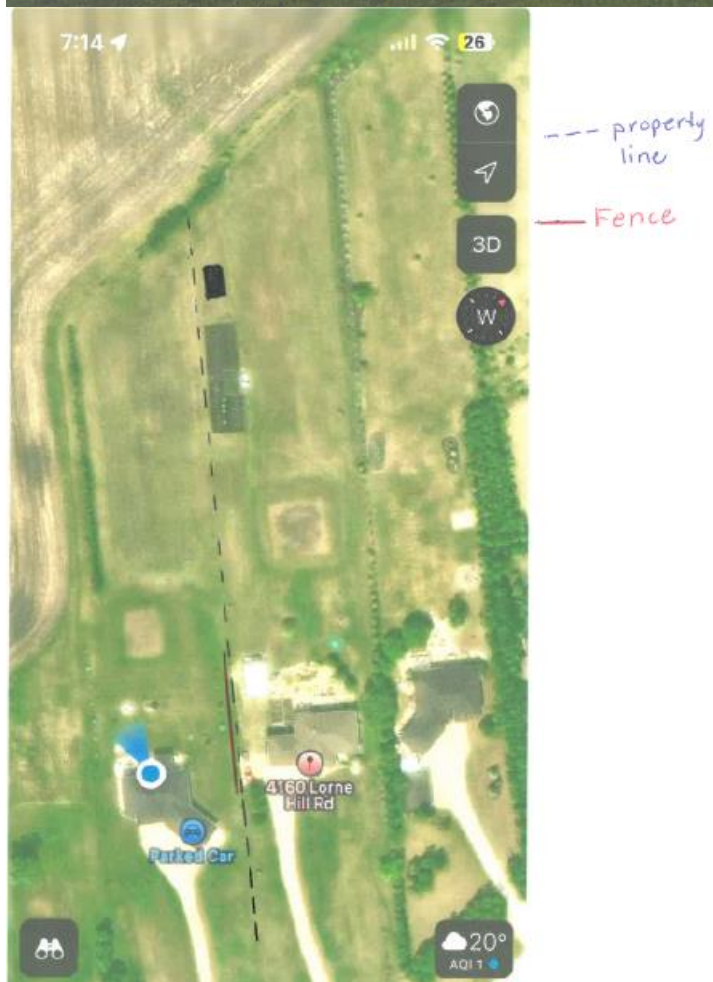 7:14
26
--- property
line
Fence
3D
W
4160 Lorne
Hill Rd
Parked Car
20°
AQI 1